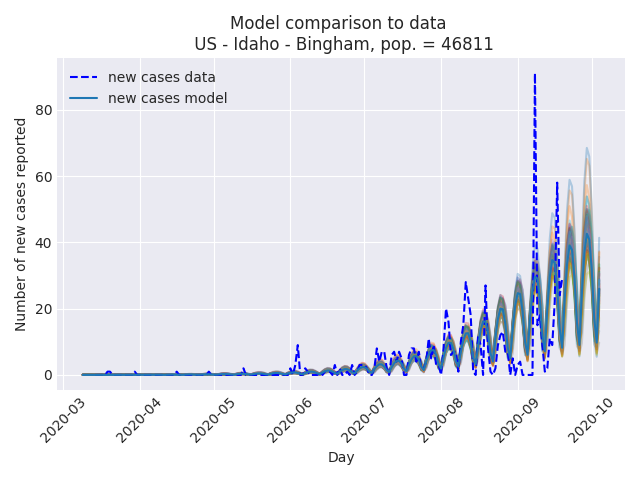 Model comparison to data
US - Idaho - Bingham, pop. = 46811
new cases data
new cases model
Number of new cases reported
80
60
40
20
0
2020-03
2020-04
2020-05
2020-06
2020-07
2020-08
2020-09
2020-10
Day